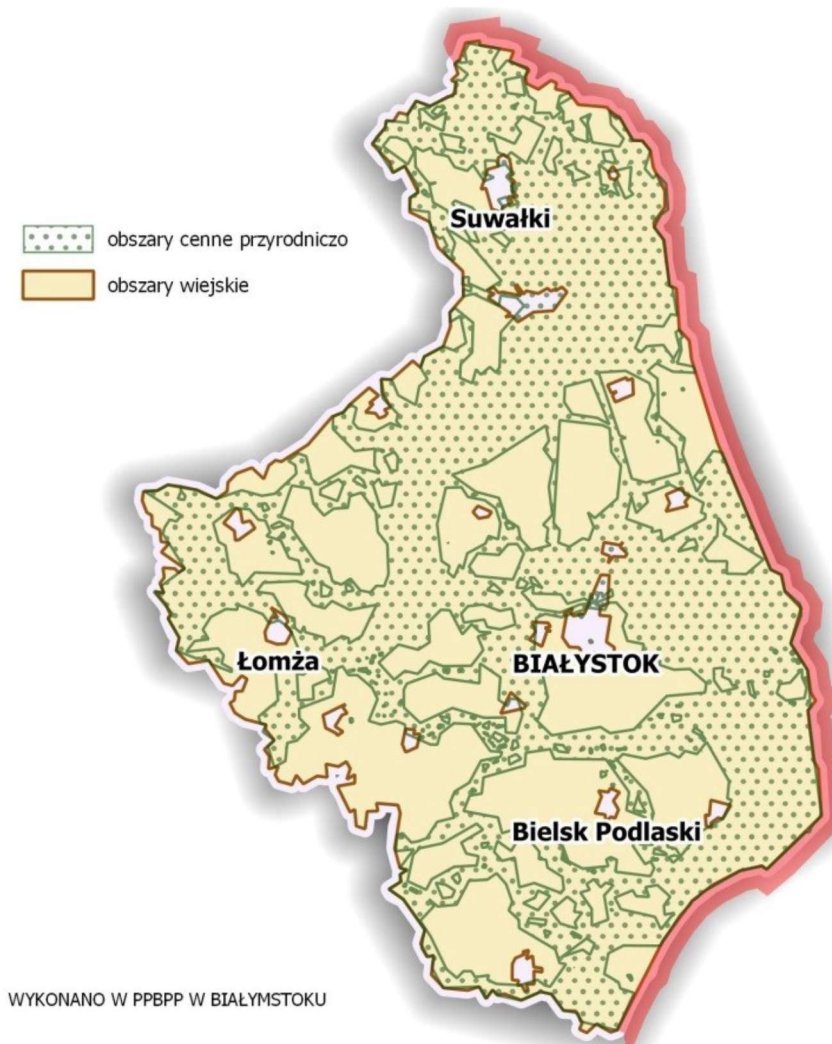 Suwałki
obszary cenne przyrodniczo
obszary wiejskie
Łomża
BIAŁYSTOK
Bielsk Podlaski
WYKONANO W PPBPP W BIAŁYMSTOKU